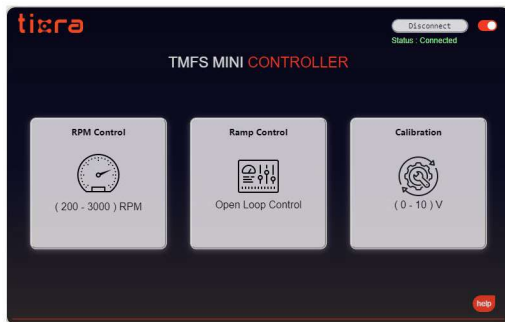 tixra
Disconnect
Status : Connected
TMFS MINI CONTROLLER
RPM Control
( 200 - 3000 ) RPM
Ramp Control
Open Loop Control
Calibration
( 0 - 10 ) V
help